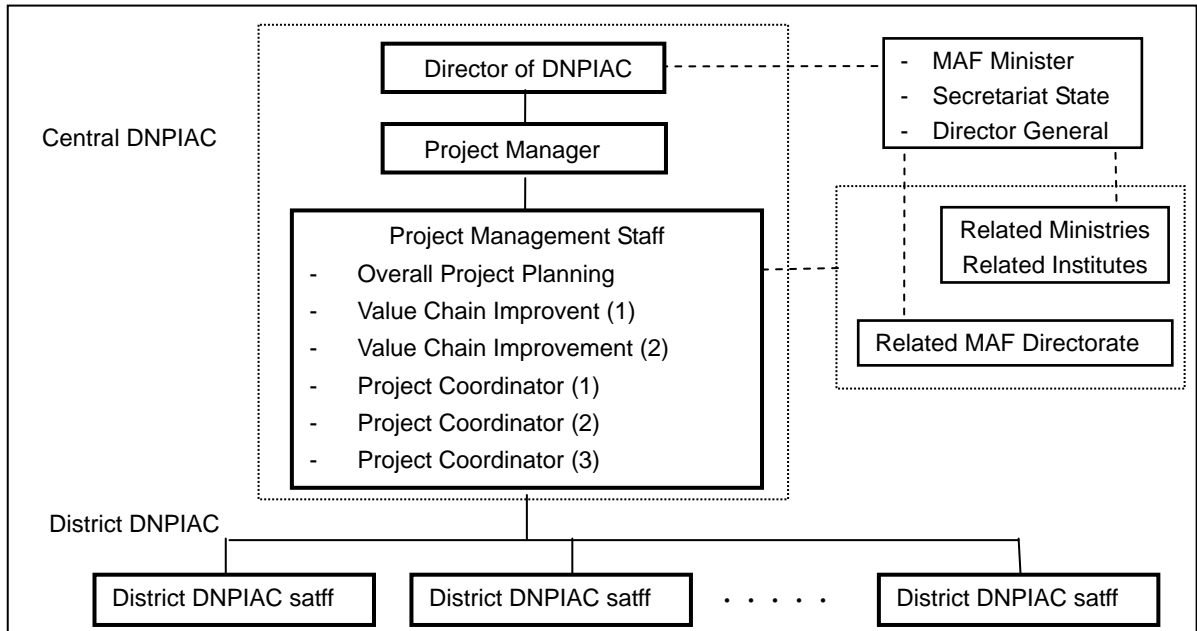 Director of DNPIAC
- MAF Minister
- Secretariat State
- Director General
Central DNPIAC
Project Manager
Project Management Staff
- Overall Project Planning
- Value Chain Improvent (1)
- Value Chain Improvement (2)
- Project Coordinator (1)
- Project Coordinator (2)
- Project Coordinator (3)
Related Ministries
Related Institutes
Related MAF Directorate
District DNPIAC
District DNPIAC satff
District DNPIAC satff
. . . . .
District DNPIAC satff